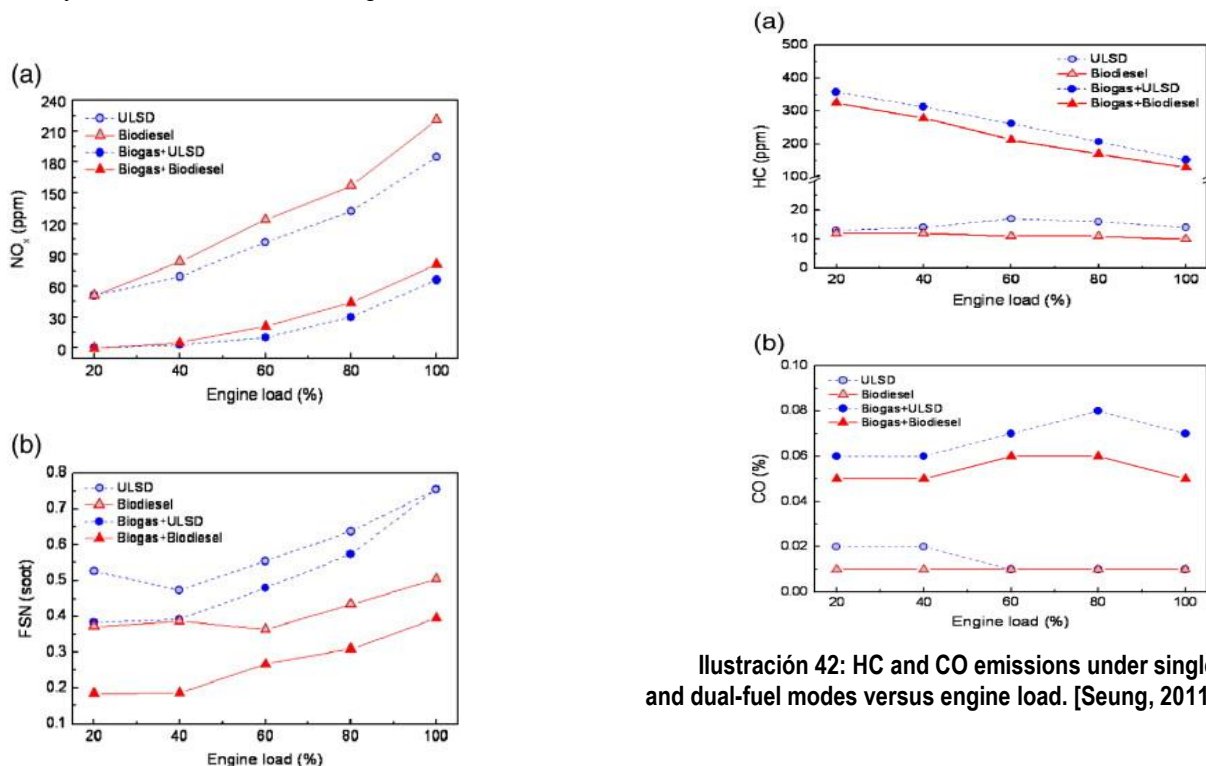 (a)
240
210
180
150
120
90
60
30
0
NOx (ppm)
ULSD
Biodiesel
Biogas+ULSD
Biogas+Biodiesel
20 40 60 80 100
Engine load (%)
(b)
0.8
0.7
0.6
0.5
0.4
0.3
0.2
0.1
FSN (soot)
ULSD
Biodiesel
Biogas+ULSD
Biogas+Biodiesel
20 40 60 80 100
Engine load (%)
(a)
500
400
300
200
100
20
10
0
HC (ppm)
ULSD
Biodiesel
Biogas+ULSD
Biogas+Biodiesel
20 40 60 80 100
Engine load (%)
(b)
0.10
0.08
0.06
0.04
0.02
0.00
CO (%)
ULSD
Biodiesel
Biogas+ULSD
Biogas+Biodiesel
20 40 60 80 100
Engine load (%)
Ilustración 42: HC and CO emissions under single
and dual-fuel modes versus engine load. [Seung, 2011